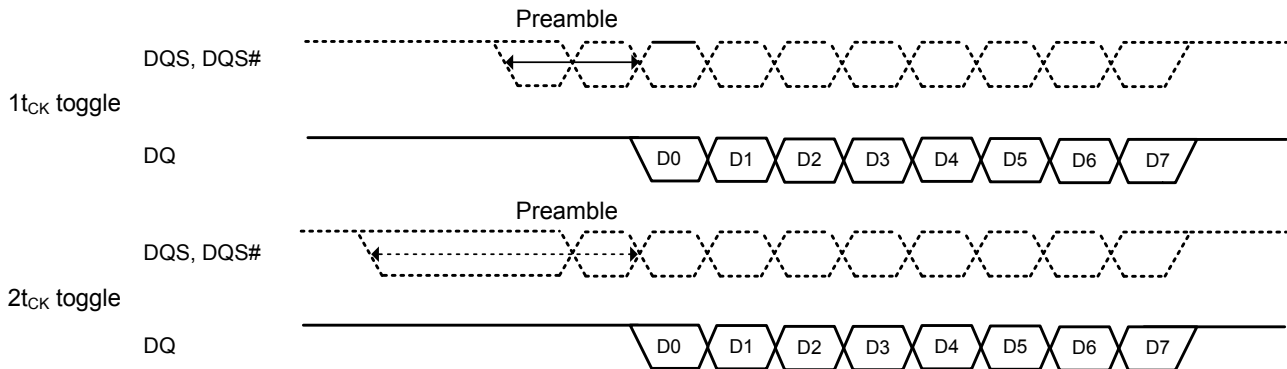 Preamble
DQS, DQS#
1tCK toggle
DQ
D0 D1 D2 D3 D4 D5 D6 D7
Preamble
DQS, DQS#
2tCK toggle
DQ
D0 D1 D2 D3 D4 D5 D6 D7